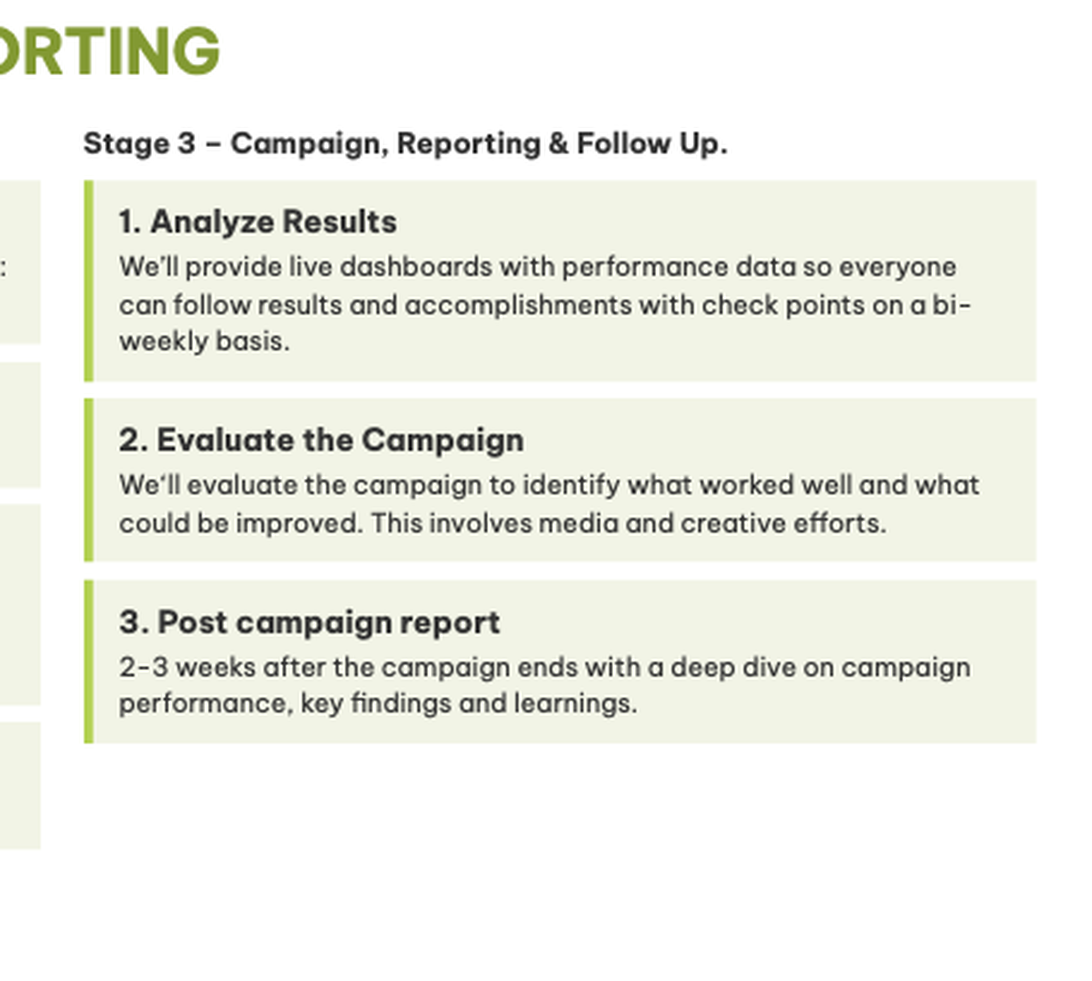 ORTING
Stage 3 – Campaign, Reporting & Follow Up.
:
1. Analyze Results
We’ll provide live dashboards with performance data so everyone
can follow results and accomplishments with check points on a bi-
weekly basis.
2. Evaluate the Campaign
We‘ll evaluate the campaign to identify what worked well and what
could be improved. This involves media and creative efforts.
3. Post campaign report
2-3 weeks after the campaign ends with a deep dive on campaign
performance, key findings and learnings.